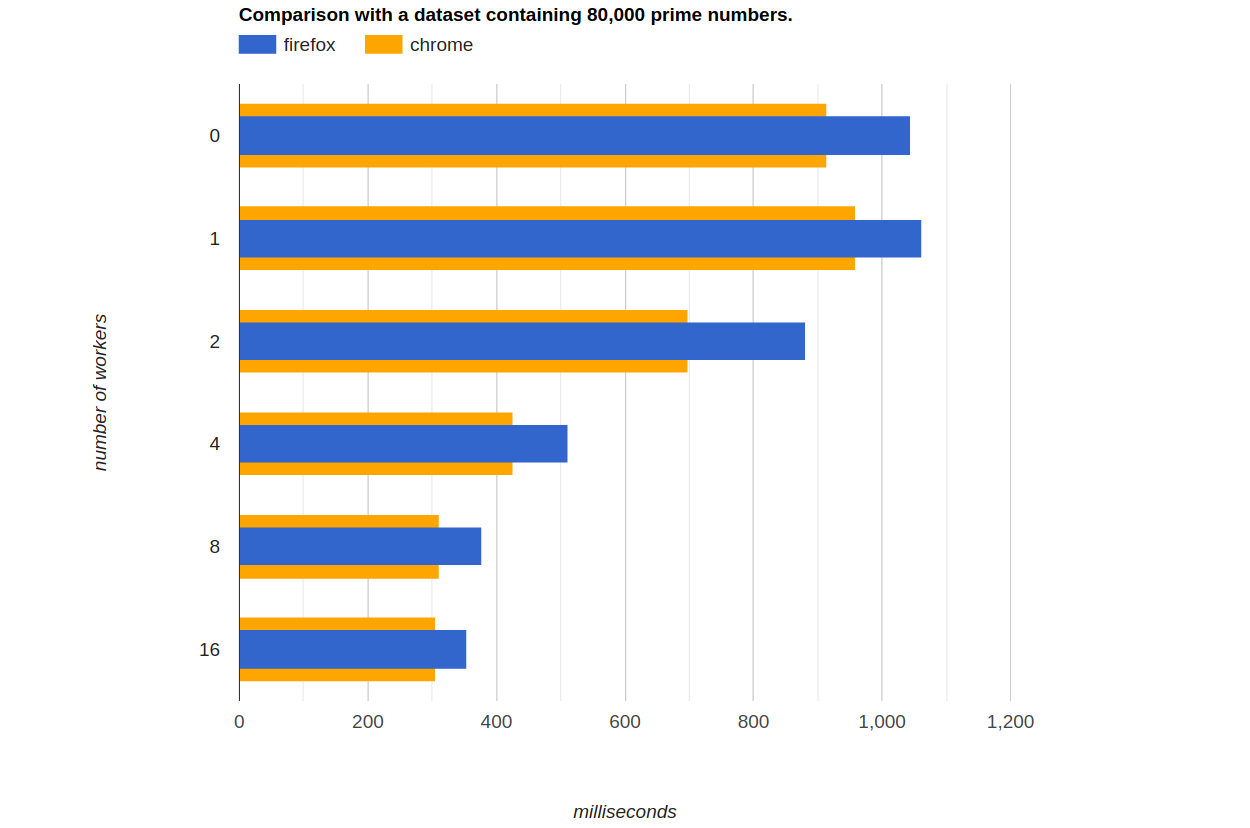 Comparison with a dataset containing 80,000 prime numbers.
firefox chrome
0
1
2
4
8
16
number of workers
0 200 400 600 800 1,000 1,200
milliseconds